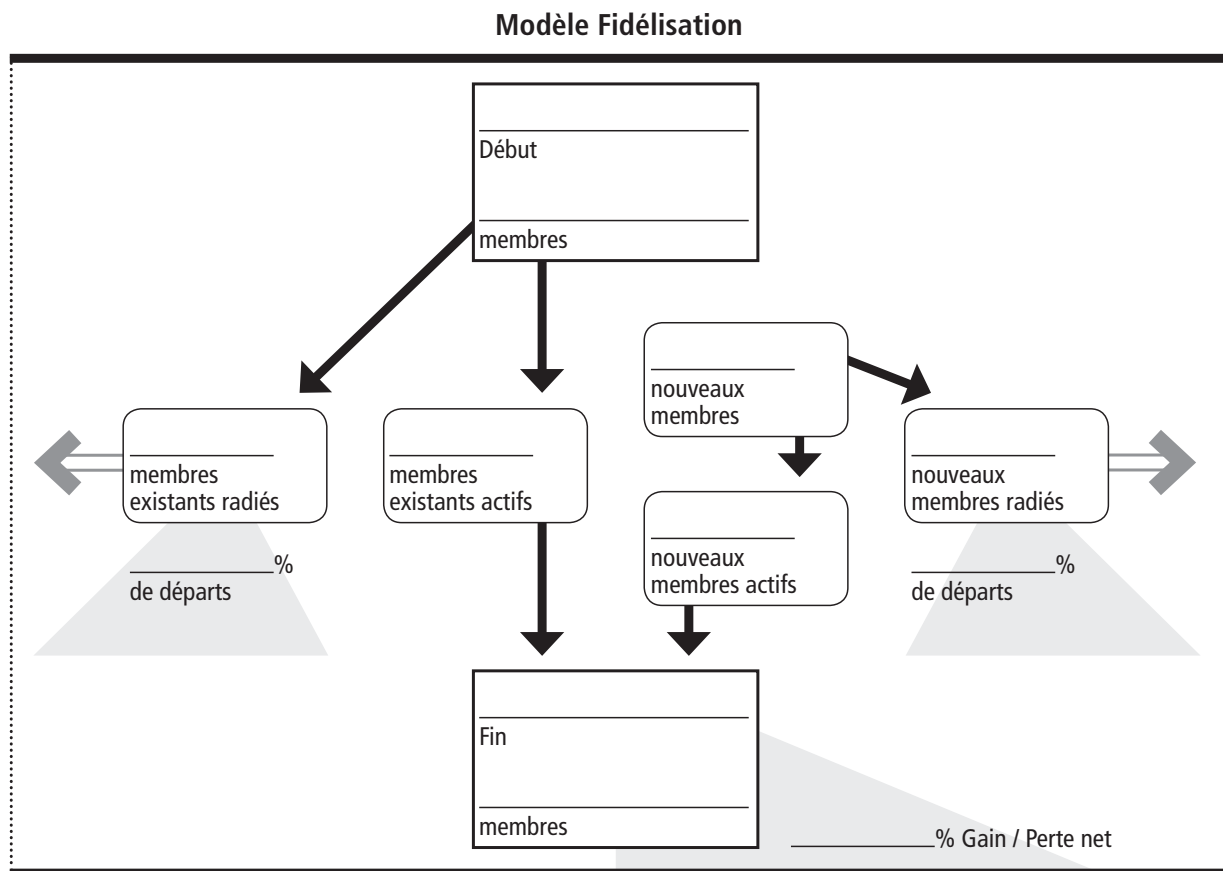 Modèle Fidélisation
Début
membres
nouveaux
membres
membres
existants radiés
membres
existants actifs
nouveaux
membres radiés
nouveaux
membres actifs
%
de départs
%
de départs
Fin
membres
% Gain / Perte net